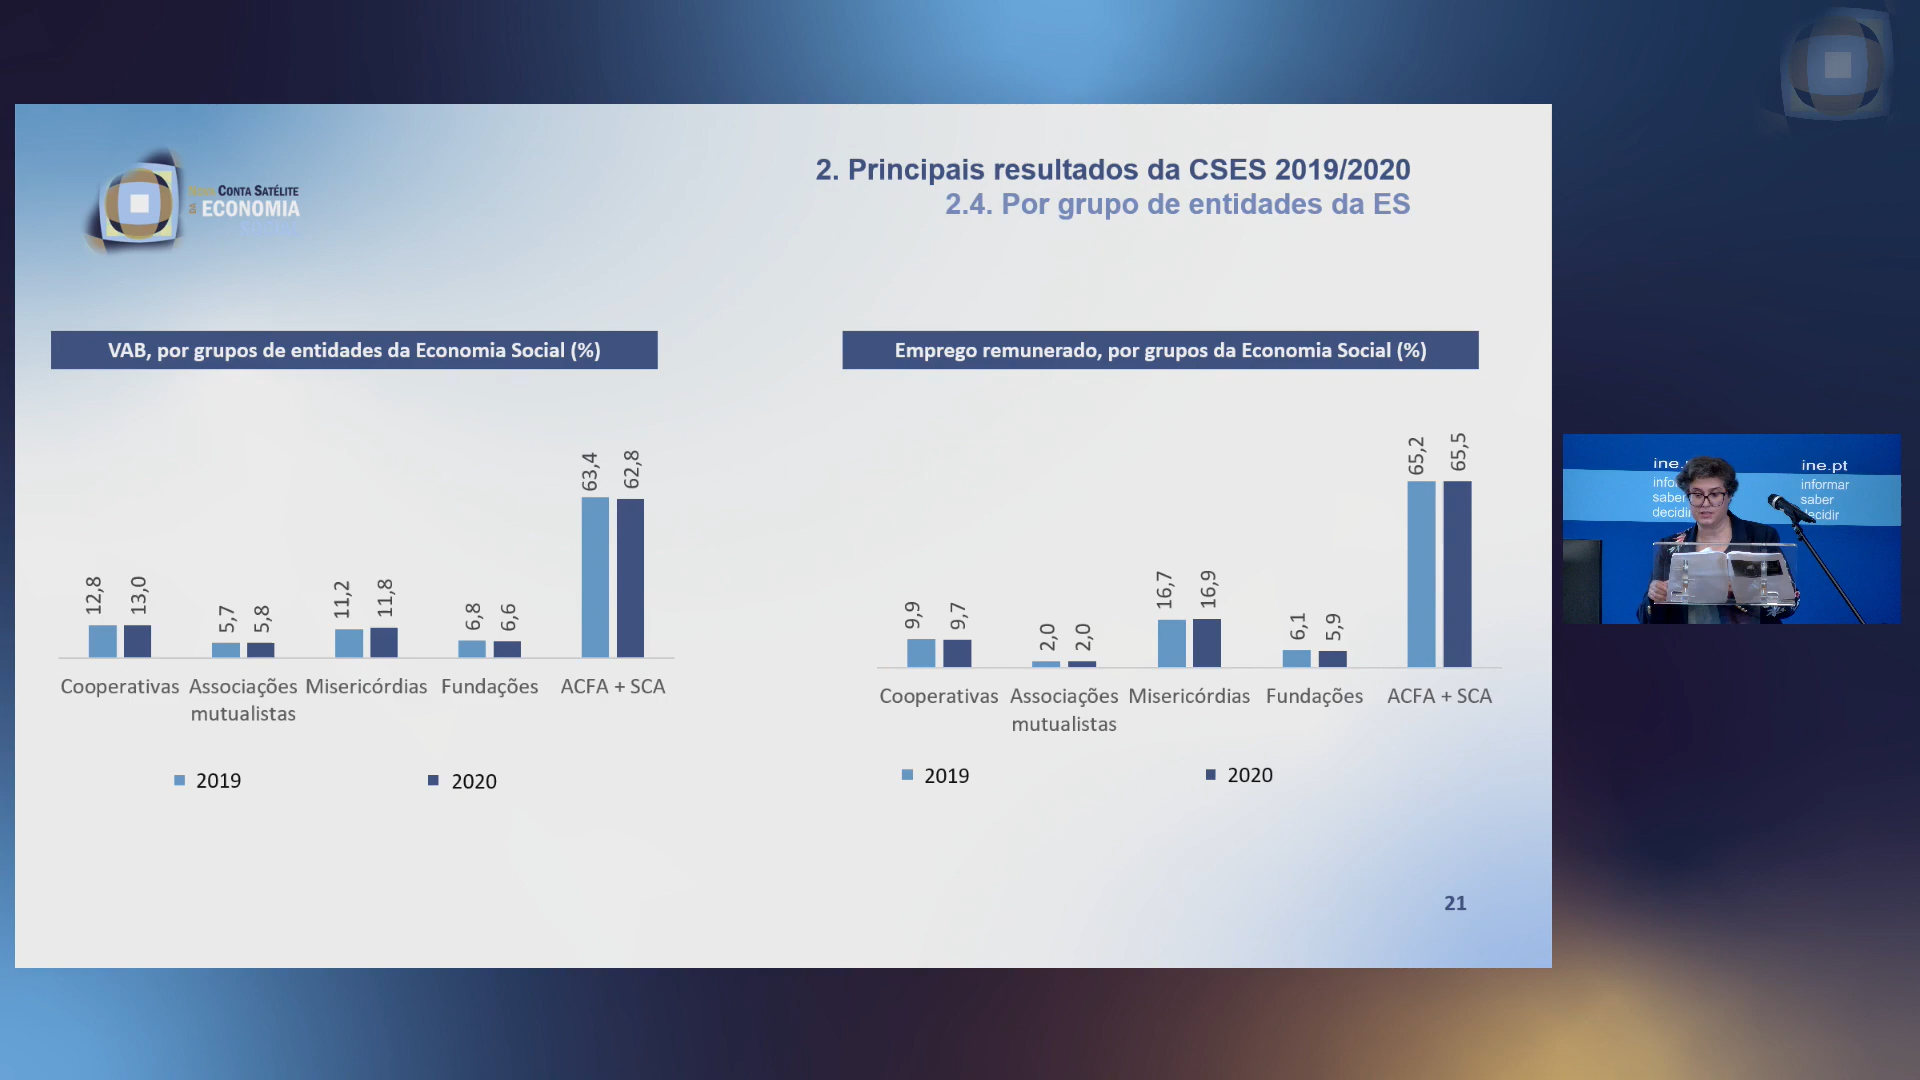 CONTA SATÉLITE
DA ECONOMIA
2. Principais resultados da CSES 2019/2020
2.4. Por grupo de entidades da ES
VAB, por grupos de entidades da Economia Social (%)
12,8 13,0 5,7 5,8 11,2 11,8 6,8 6,6 63,4 62,8
Cooperativas Associações mutualistas Misericórdias Fundações ACFA + SCA
2019 2020
Emprego remunerado, por grupos da Economia Social (%)
9,9 9,7 2,0 2,0 16,7 16,9 6,1 5,9 65,2 65,5
Cooperativas Associações mutualistas Misericórdias Fundações ACFA + SCA
2019 2020
21
ine.pt
informar
saber
decidir
saber